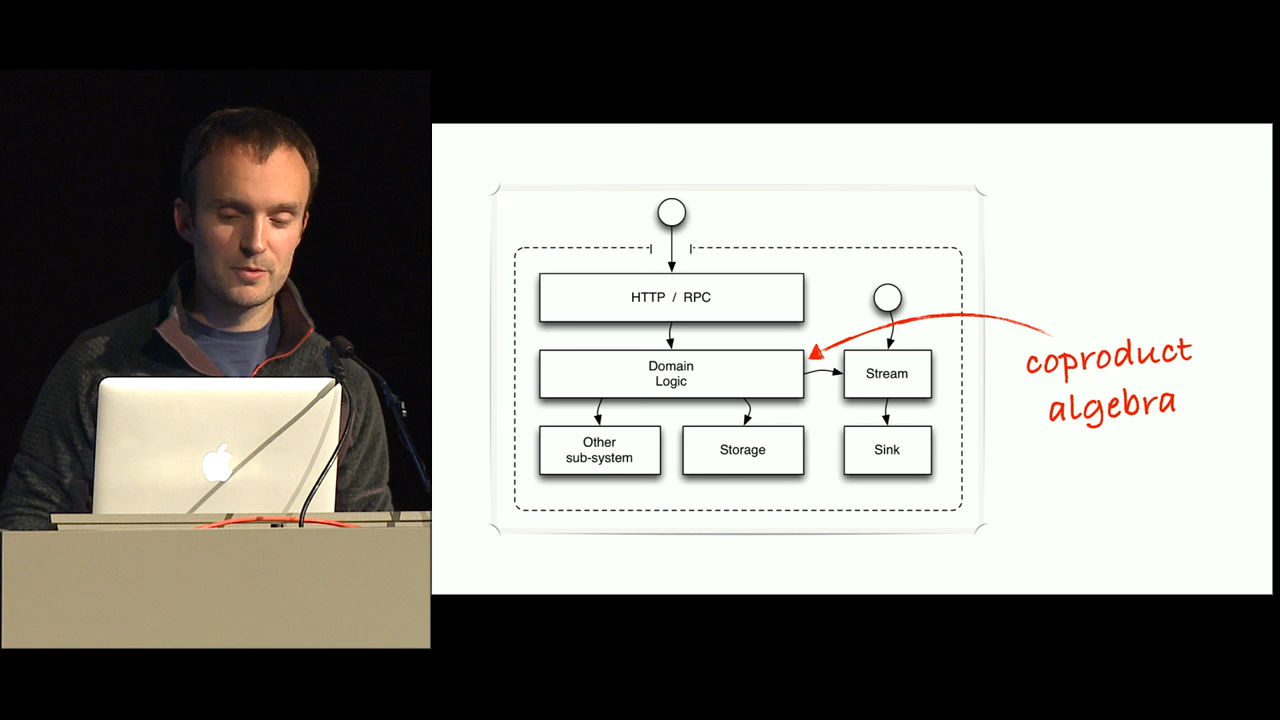 HTTP / RPC
Domain
Logic
Stream
Other
sub-system
Storage
Sink
coproduct
algebra